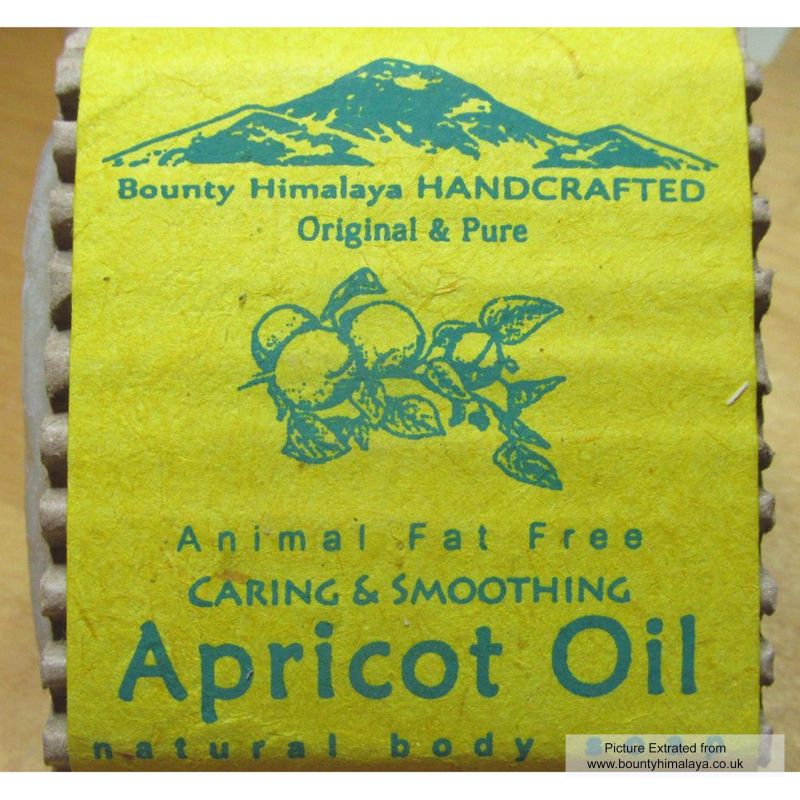 Bounty Himalaya HANDCRAFTED
Original & Pure
Animal Fat Free
CARING & SMOOTHING
Apricot Oil
natural body soap
Picture Extrated from
www.bountyhimalaya.co.uk